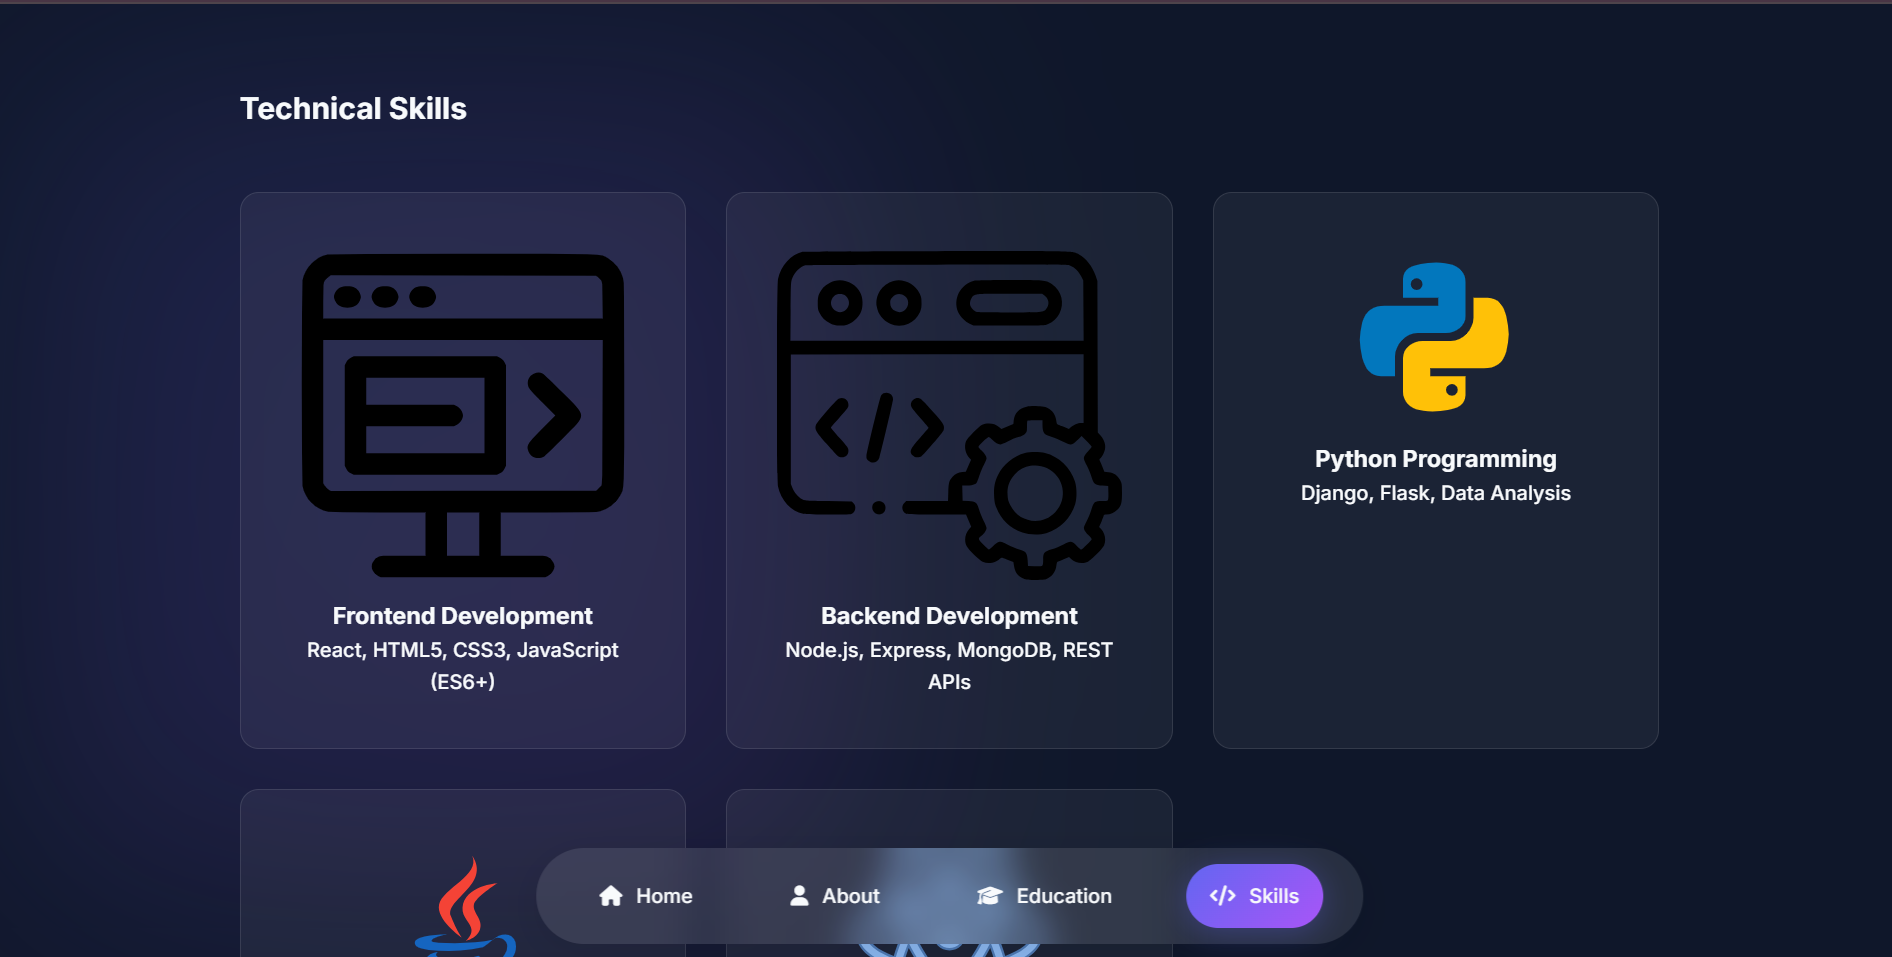 Technical Skills
Frontend Development
React, HTML5, CSS3, JavaScript
(ES6+)
Backend Development
Node.js, Express, MongoDB, REST
APIs
Python Programming
Django, Flask, Data Analysis
Home
About
Education
Skills